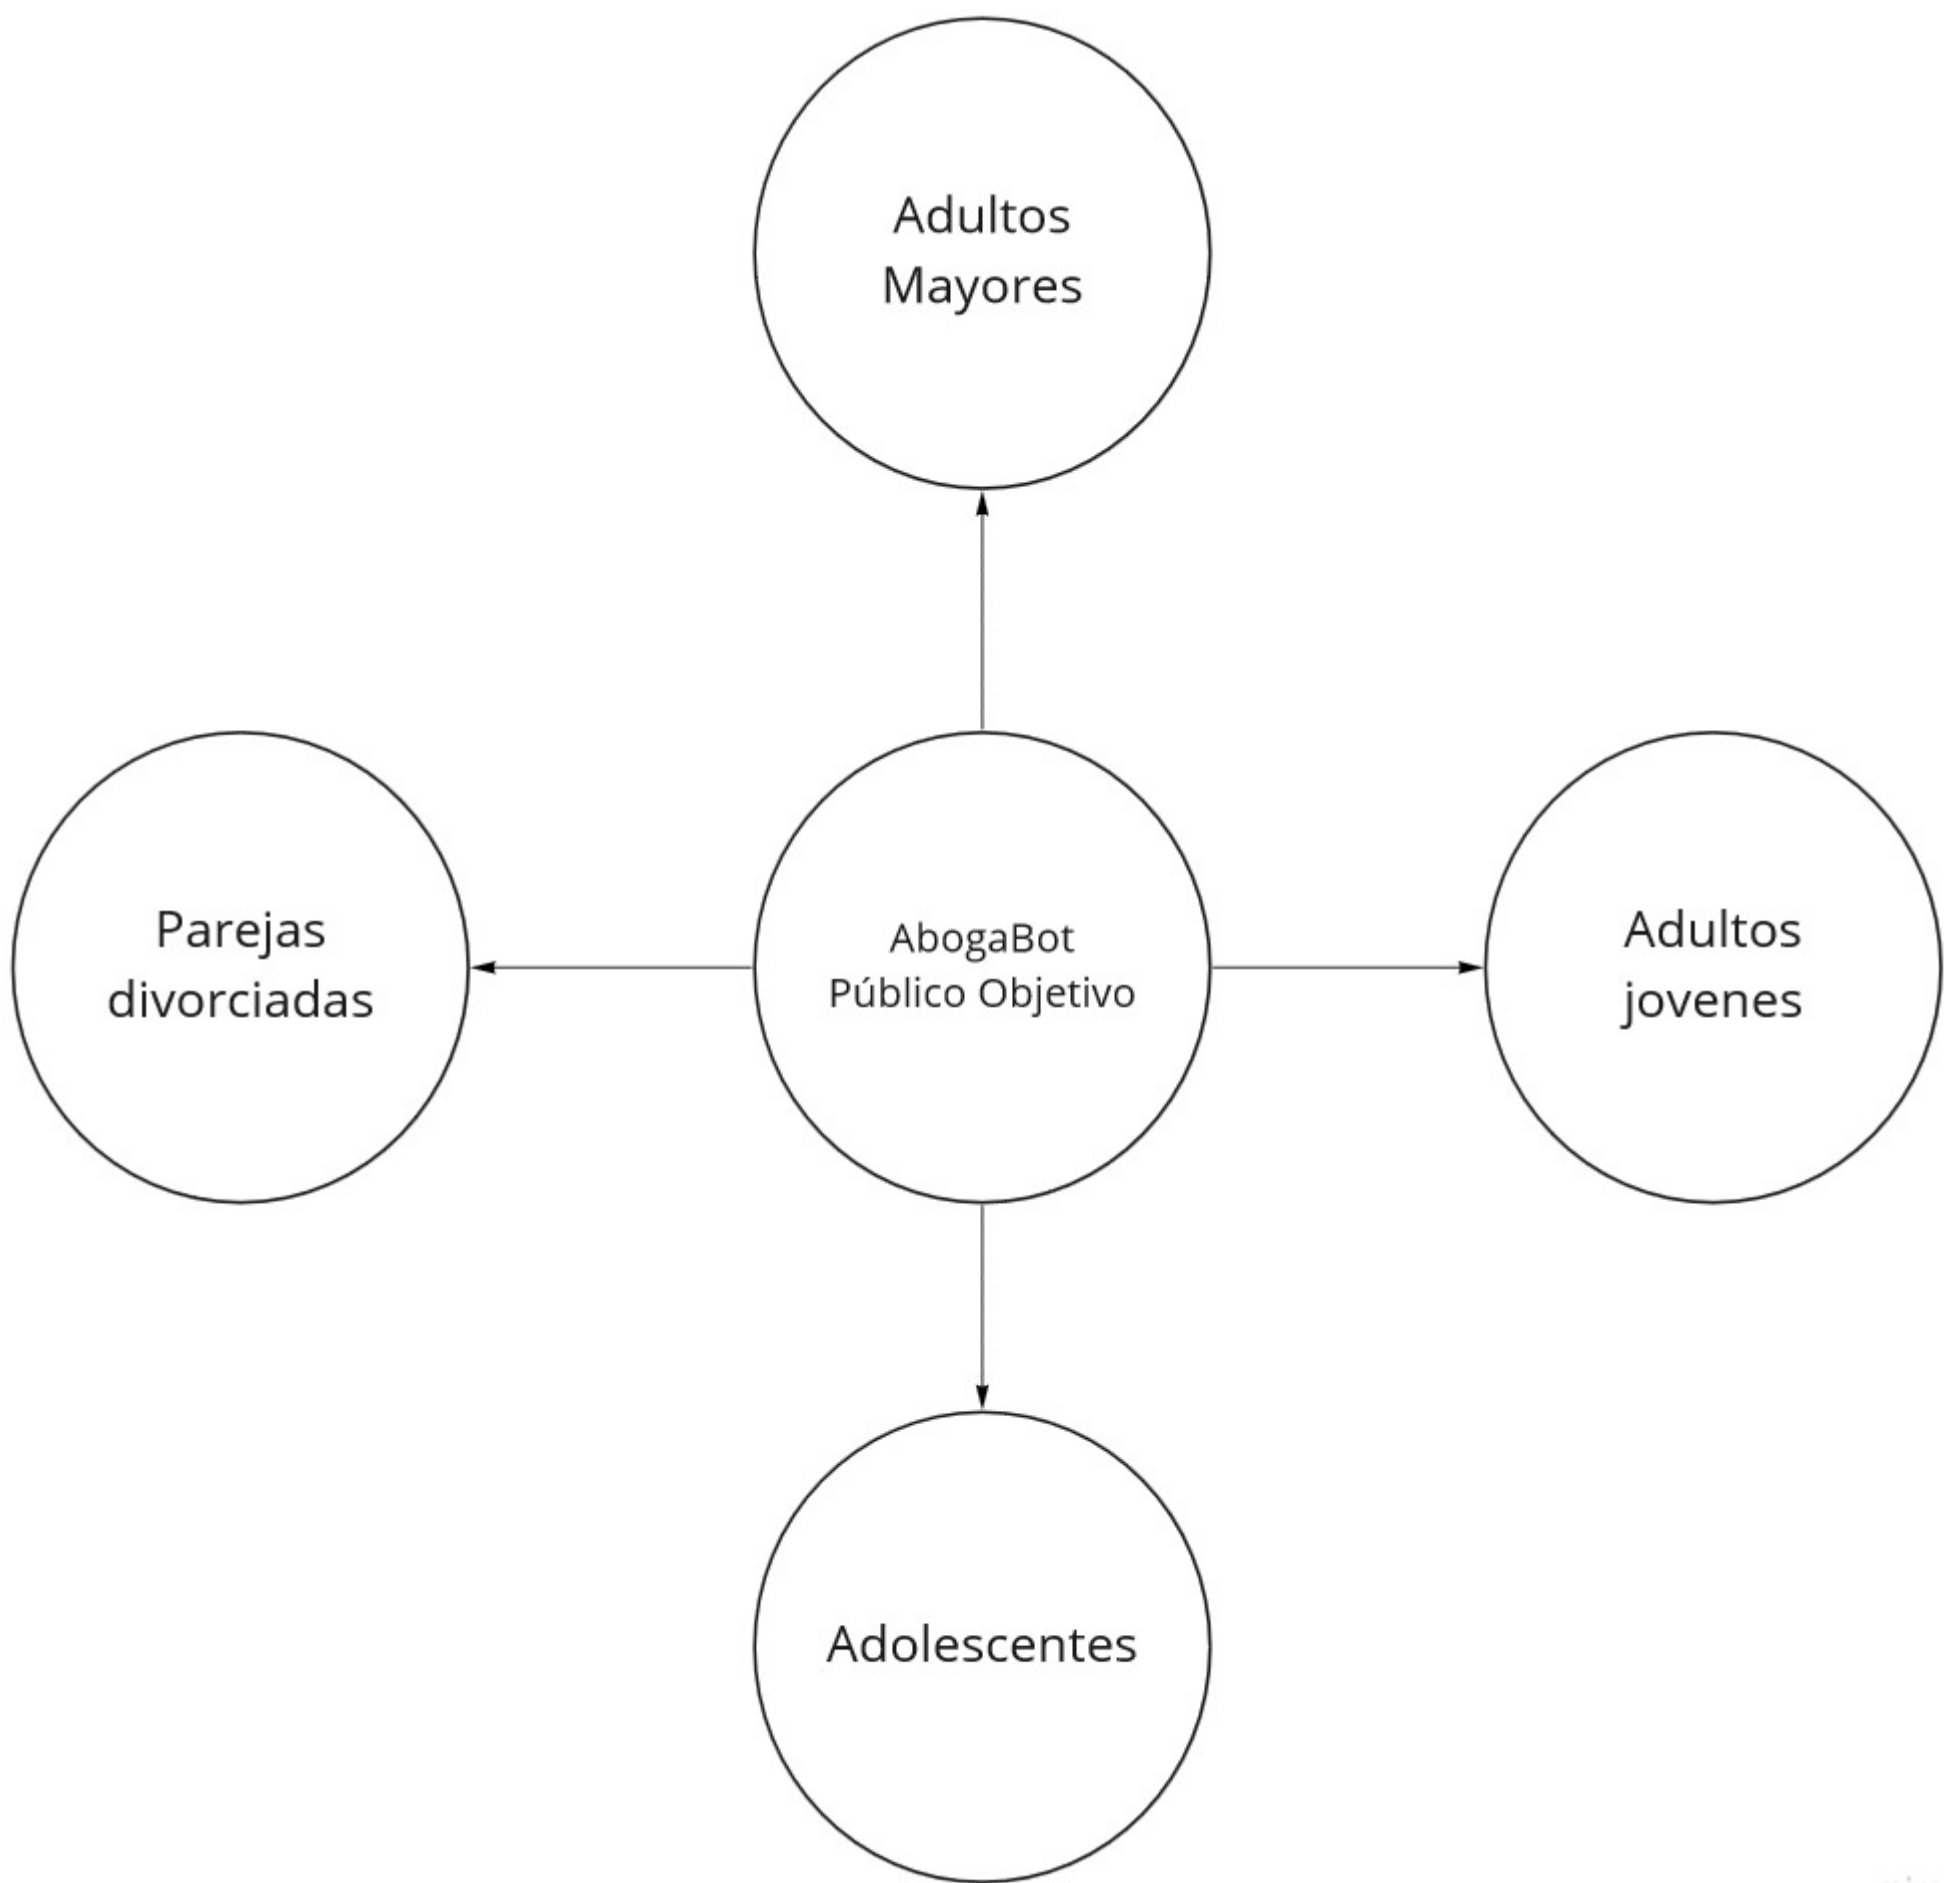 Adultos
Mayores
Parejas
divorciadas
AbogaBot
Público Objetivo
Adultos
jovenes
Adolescentes